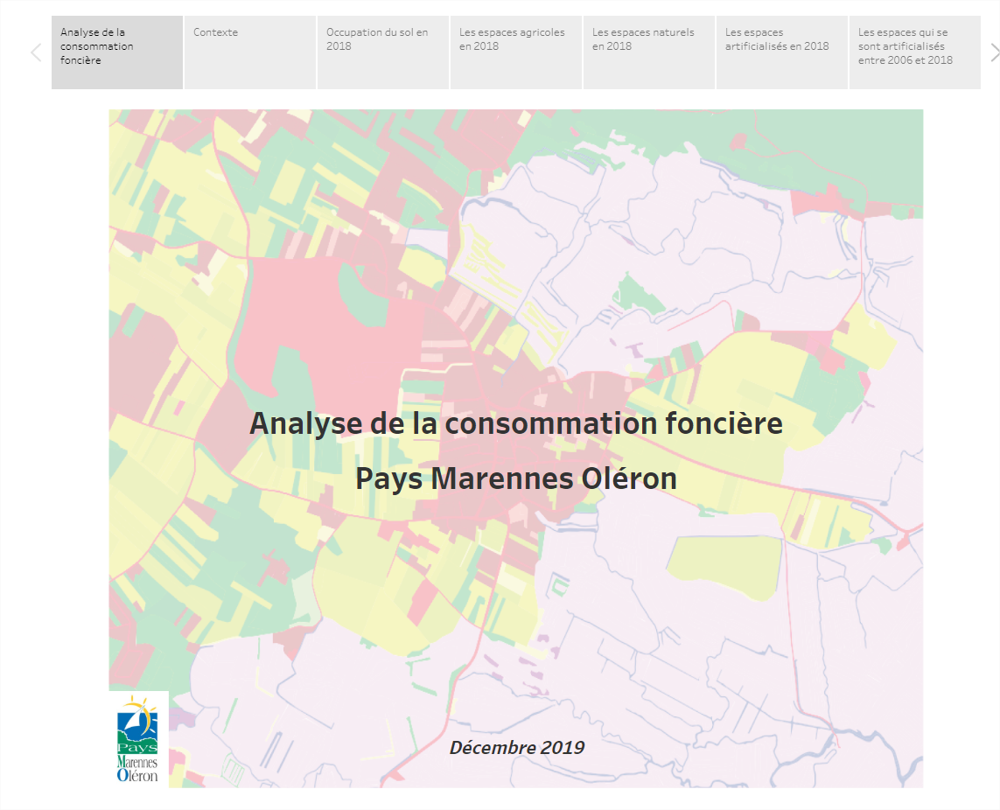 Analyse de la
consommation
foncière
Contexte
Occupation du sol en
2018
Les espaces agricoles
en 2018
Les espaces naturels
en 2018
Les espaces
artificialisés en 2018
Les espaces qui se
sont artificialisés
entre 2006 et 2018
Analyse de la consommation foncière
Pays Marennes Oléron
Décembre 2019
Pays
Marennes
Oléron